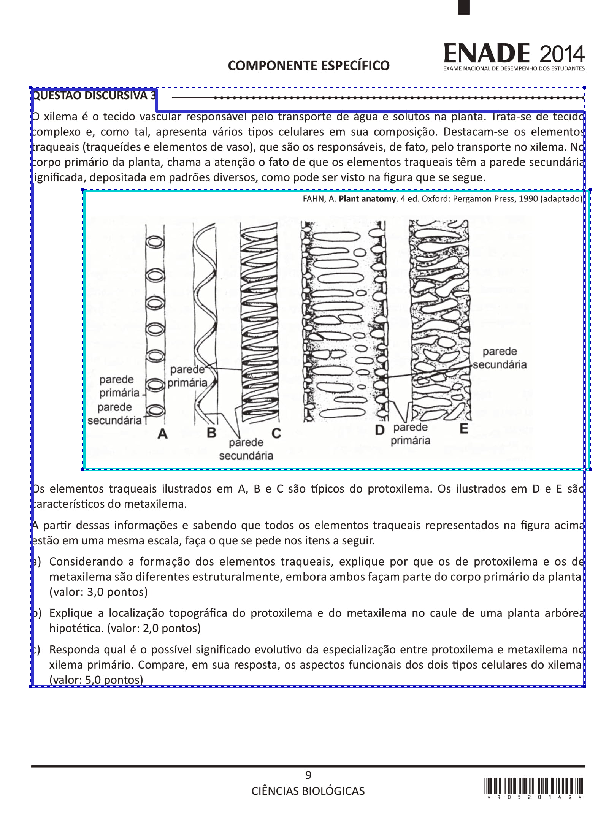 ENADE 2014
EXAME NACIONAL DE DESEMPENHO DOS ESTUDANTES
COMPONENTE ESPECÍFICO
QUESTÃO DISCURSIVA 3
O xilema é o tecido vascular responsável pelo transporte de água e solutos na planta. Trata-se de tecido
complexo e, como tal, apresenta vários tipos celulares em sua composição. Destacam-se os elementos
traqueais (traqueídes e elementos de vaso), que são os responsáveis, de fato, pelo transporte no xilema. No
corpo primário da planta, chama a atenção o fato de que os elementos traqueais têm a parede secundária
lignificada, depositada em padrões diversos, como pode ser visto na figura que se segue.
FAHN, A. Plant anatomy. 4 ed. Oxford: Pergamon Press, 1990 (adaptado).
parede
primária
parede
secundária
parede
primária
parede
secundária
parede
primária
parede
secundária
A
B
C
D
E
Os elementos traqueais ilustrados em A, B e C são típicos do protoxilema. Os ilustrados em D e E são
característicos do metaxilema.
A partir dessas informações e sabendo que todos os elementos traqueais representados na figura acima
estão em uma mesma escala, faça o que se pede nos itens a seguir.
a) Considerando a formação dos elementos traqueais, explique por que os de protoxilema e os de
metaxilema são diferentes estruturalmente, embora ambos façam parte do corpo primário da planta.
(valor: 3,0 pontos)
b) Explique a localização topográfica do protoxilema e do metaxilema no caule de uma planta arbórea
hipotética. (valor: 2,0 pontos)
c) Responda qual é o possível significado evolutivo da especialização entre protoxilema e metaxilema no
xilema primário. Compare, em sua resposta, os aspectos funcionais dos dois tipos celulares do xilema.
(valor: 5,0 pontos)
9
CIÊNCIAS BIOLÓGICAS